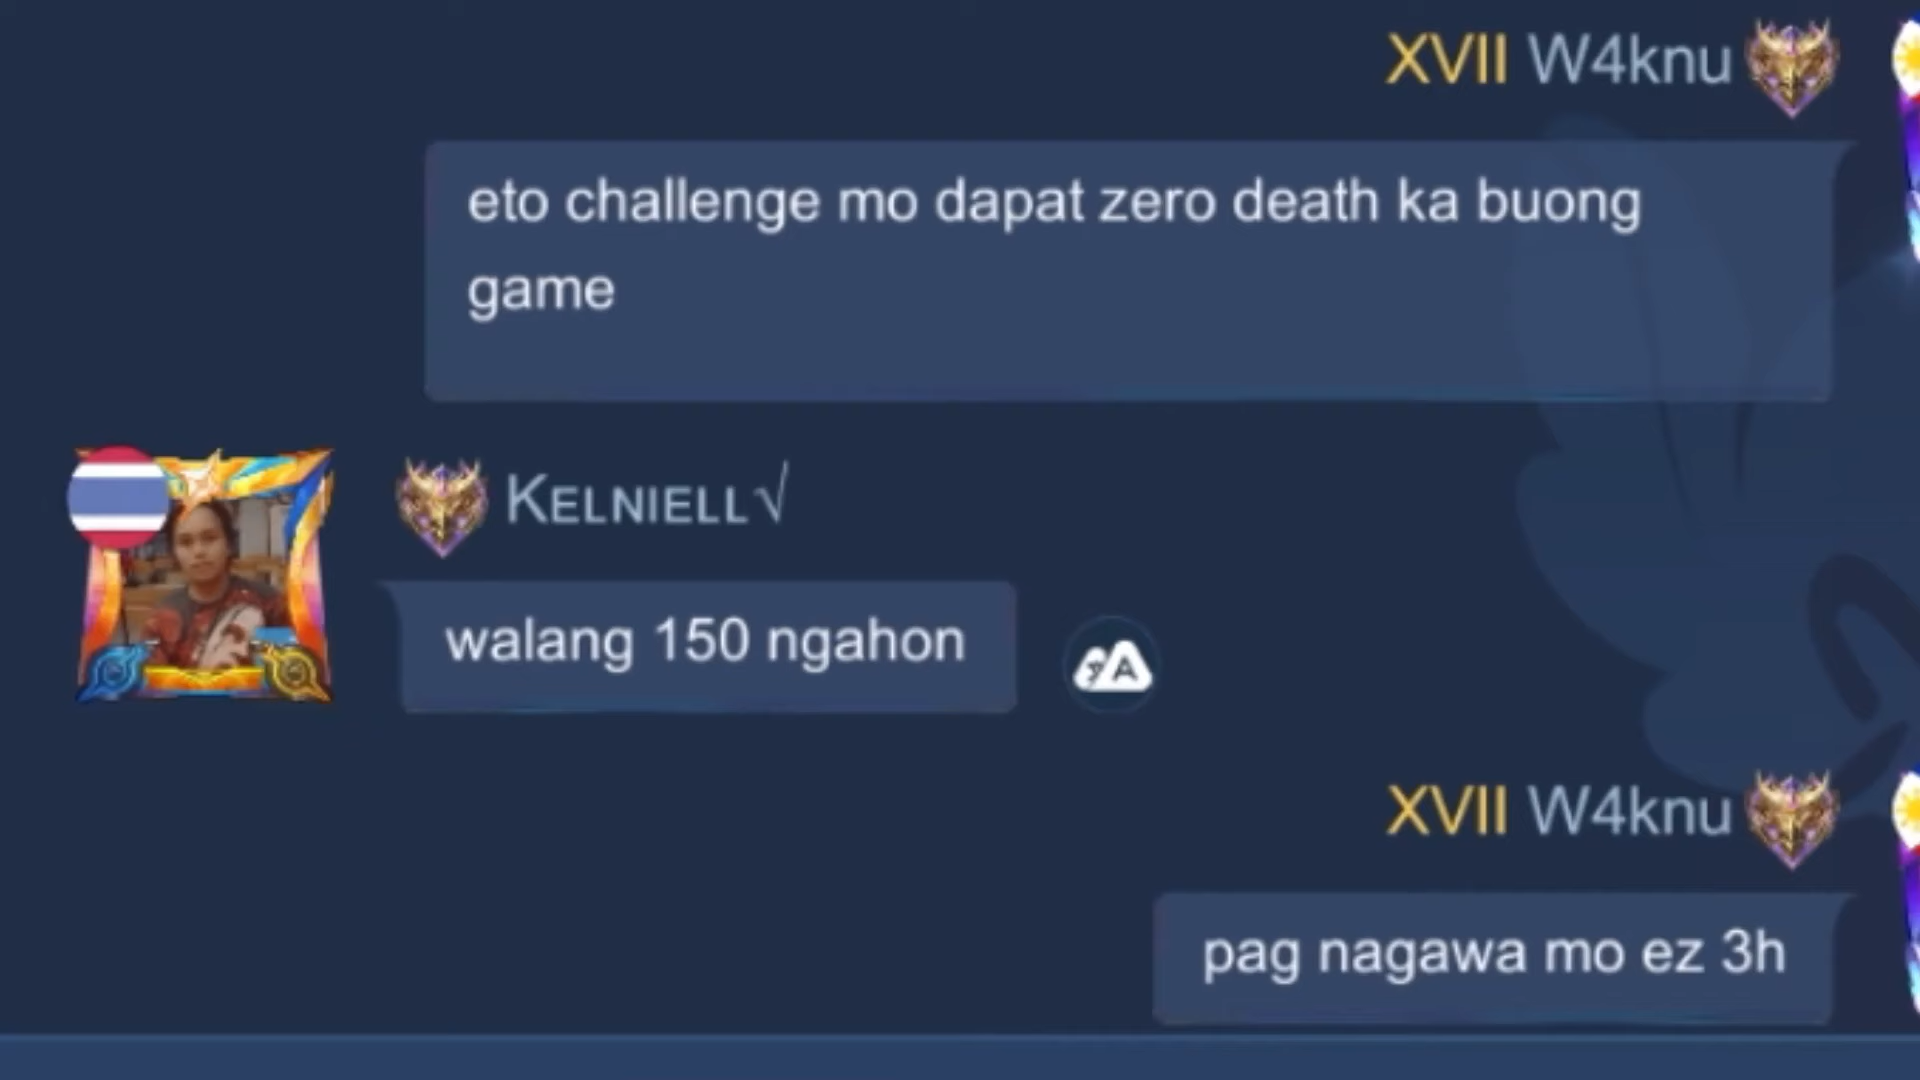 XVII W4knu
eto challenge mo dapat zero death ka buong
game
KELNIELL√
walang 150 ngahon
XVII W4knu
pag nagawa mo ez 3h